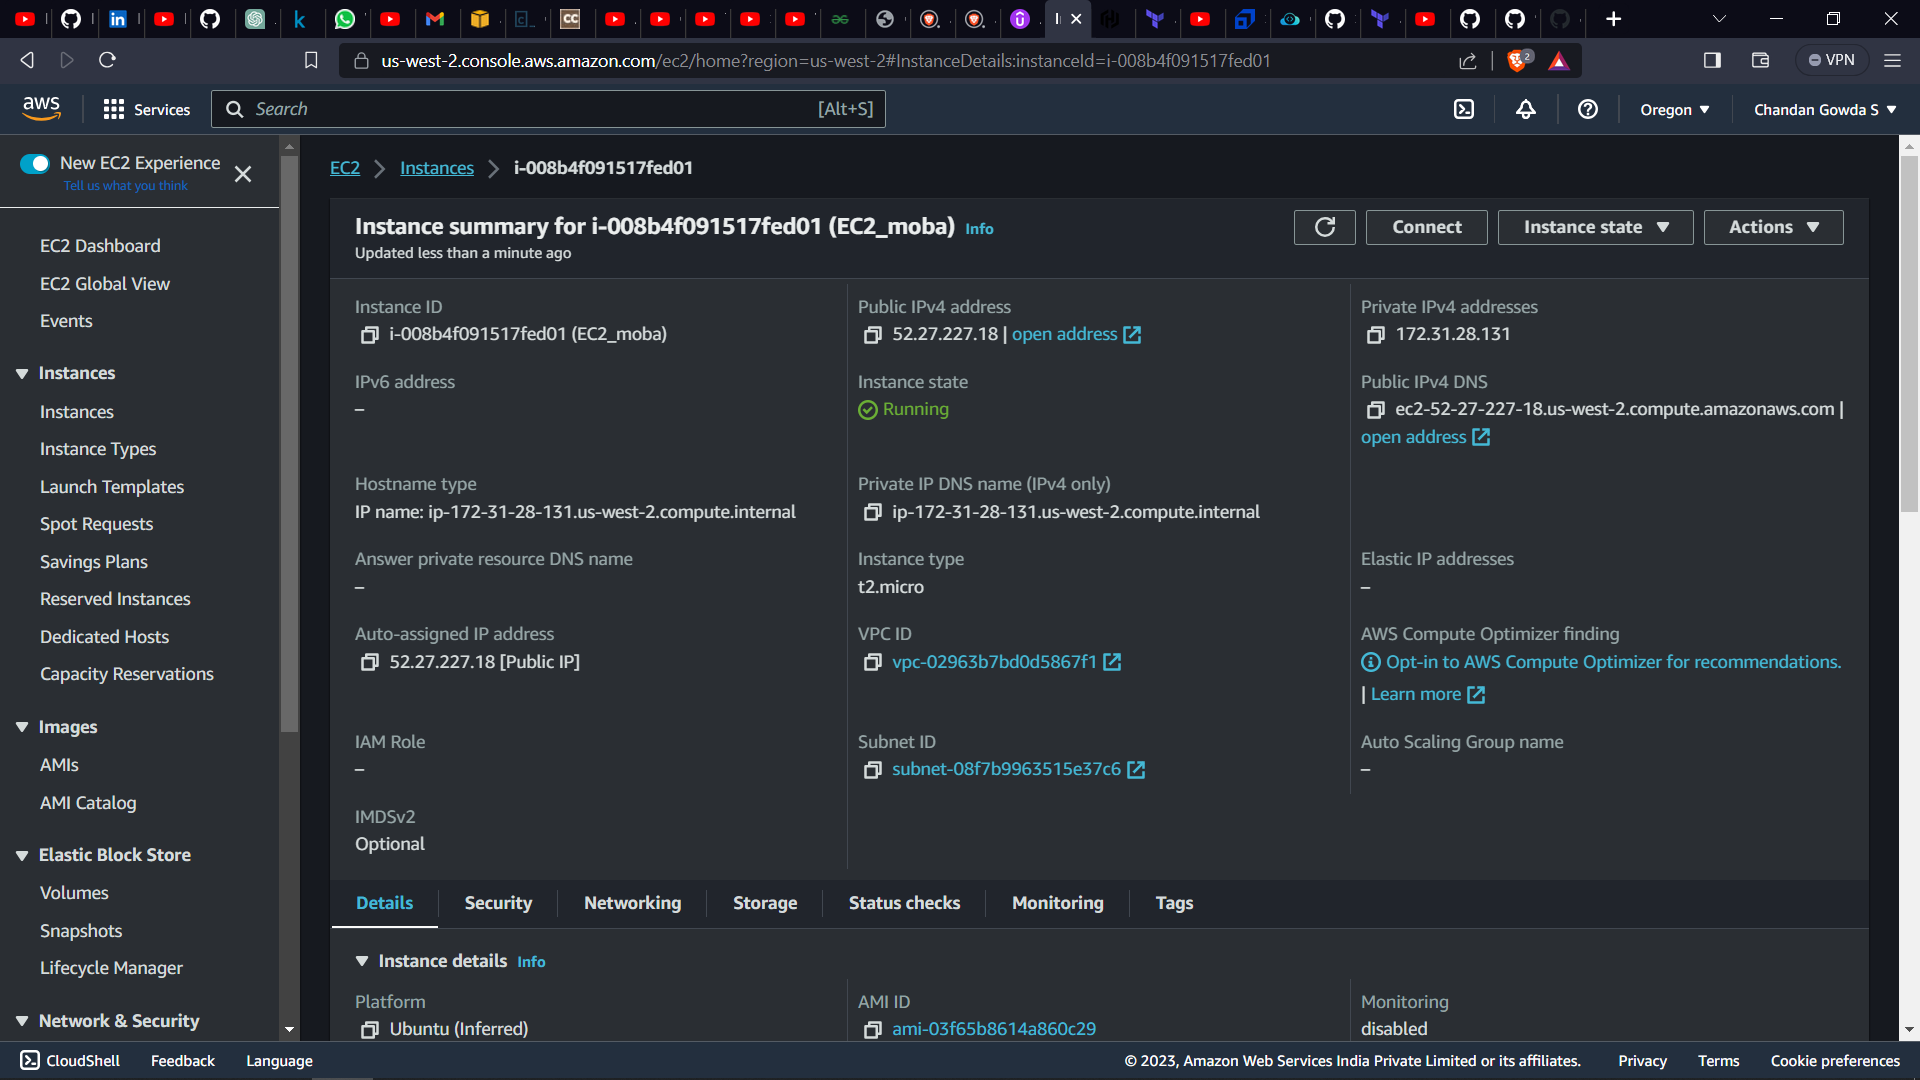 us-west-2.console.aws.amazon.com/ec2/home?region=us-west-2#InstanceDetails:instanceId=i-008b4f091517fed01
2
VPN
aws
Services
Search
[Alt+S]
Oregon
Chandan Gowda S
New EC2 Experience
Tell us what you think
EC2 Dashboard
EC2 Global View
Events
Instances
Instances
Instance Types
Launch Templates
Spot Requests
Savings Plans
Reserved Instances
Dedicated Hosts
Capacity Reservations
Images
AMIs
AMI Catalog
Elastic Block Store
Volumes
Snapshots
Lifecycle Manager
Network & Security
EC2
Instances
i-008b4f091517fed01
Instance summary for i-008b4f091517fed01 (EC2_moba) Info
Updated less than a minute ago
Connect
Instance state
Actions
Instance ID
i-008b4f091517fed01 (EC2_moba)
Public IPv4 address
52.27.227.18 | open address
Private IPv4 addresses
172.31.28.131
IPv6 address
–
Instance state
Running
Public IPv4 DNS
ec2-52-27-227-18.us-west-2.compute.amazonaws.com |
open address
Hostname type
IP name: ip-172-31-28-131.us-west-2.compute.internal
Private IP DNS name (IPv4 only)
ip-172-31-28-131.us-west-2.compute.internal
Answer private resource DNS name
–
Instance type
t2.micro
Elastic IP addresses
–
Auto-assigned IP address
52.27.227.18 [Public IP]
VPC ID
vpc-02963b7bd0d5867f1
AWS Compute Optimizer finding
Opt-in to AWS Compute Optimizer for recommendations.
| Learn more
IAM Role
–
Subnet ID
subnet-08f7b9963515e37c6
Auto Scaling Group name
–
IMDSv2
Optional
Details
Security
Networking
Storage
Status checks
Monitoring
Tags
Instance details Info
Platform
Ubuntu (Inferred)
AMI ID
ami-03f65b8614a860c29
Monitoring
disabled
CloudShell
Feedback
Language
© 2023, Amazon Web Services India Private Limited or its affiliates.
Privacy
Terms
Cookie preferences